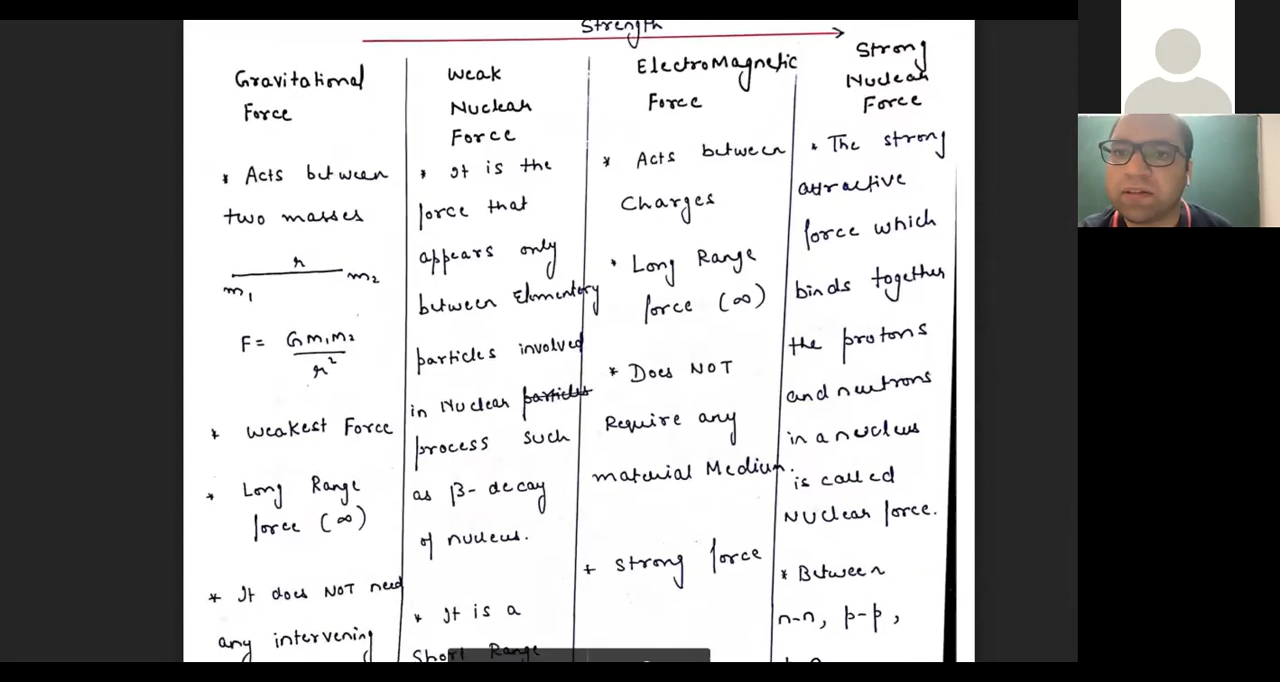 Strength
Gravitational
Force
* Acts between
two masses
r
m1 m2
F = Gm1m2
r2
* Weakest Force
* Long Range
force (∞)
* It does NOT need
any intervening
Weak
Nuclear
Force
* It is the
force that
appears only
between Elementory
particles involved
in Nuclear particles
process such
as β-decay
of nucleus.
* It is a
Short Range
ElectroMagnetic
Force
* Acts between
Charges
* Long Range
force (∞)
* Does NOT
Require any
material Medium.
+ strong force
Strong
Nuclear
Force
* The strong
attractive
force which
binds together
the protons
and neutrons
in a nucleus
is called
Nuclear force.
* Between
n-n, p-p,